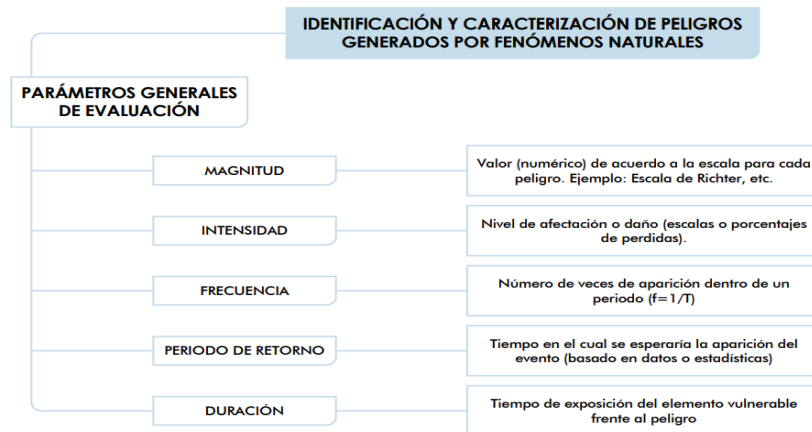 IDENTIFICACIÓN Y CARACTERIZACIÓN DE PELIGROS
GENERADOS POR FENÓMENOS NATURALES
PARÁMETROS GENERALES
DE EVALUACIÓN
MAGNITUD
Valor (numérico) de acuerdo a la escala para cada
peligro. Ejemplo: Escala de Richter, etc.
INTENSIDAD
Nivel de afectación o daño (escalas o porcentajes
de perdidas).
FRECUENCIA
Número de veces de aparición dentro de un
periodo (f=1/T)
PERIODO DE RETORNO
Tiempo en el cual se esperaría la aparición del
evento (basado en datos o estadísticas)
DURACIÓN
Tiempo de exposición del elemento vulnerable
frente al peligro